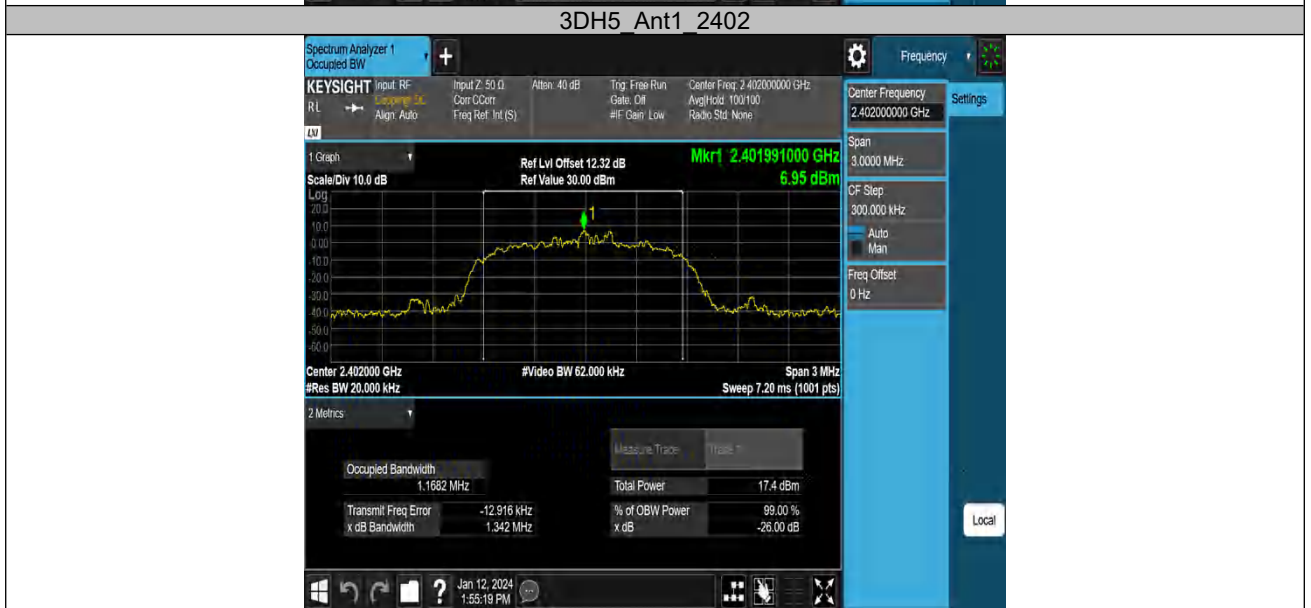 3DH5_Ant1_2402
Spectrum Analyzer 1
Occupied BW
Frequency
KEYSIGHT
RL
LXI
Input: RF
Coupling: DC
Align: Auto
Input Z: 50 Ω
Corr CCorr
Freq Ref: Int (S)
Atten: 40 dB
Trig: Free Run
Gate: Off
#IF Gain: Low
Center Freq: 2.402000000 GHz
Avg|Hold: 100/100
Radio Std: None
Center Frequency
2.402000000 GHz
Settings
Span
3.0000 MHz
CF Step
300.000 kHz
Auto
Man
Freq Offset
0 Hz
1 Graph
Scale/Div 10.0 dB
Ref Lvl Offset 12.32 dB
Ref Value 30.00 dBm
Mkr1 2.401991000 GHz
6.95 dBm
Log
20.0
10.0
0.00
-10.0
-20.0
-30.0
-40.0
-50.0
-60.0
1
Center 2.402000 GHz
#Video BW 62.000 kHz
Span 3 MHz
#Res BW 20.000 kHz
Sweep 7.20 ms (1001 pts)
2 Metrics
Measure Trace
Trace 1
Occupied Bandwidth
1.1682 MHz
Total Power
17.4 dBm
Transmit Freq Error
-12.916 kHz
% of OBW Power
99.00 %
x dB Bandwidth
1.342 MHz
x dB
-26.00 dB
Local
?
Jan 12, 2024
1:55:19 PM